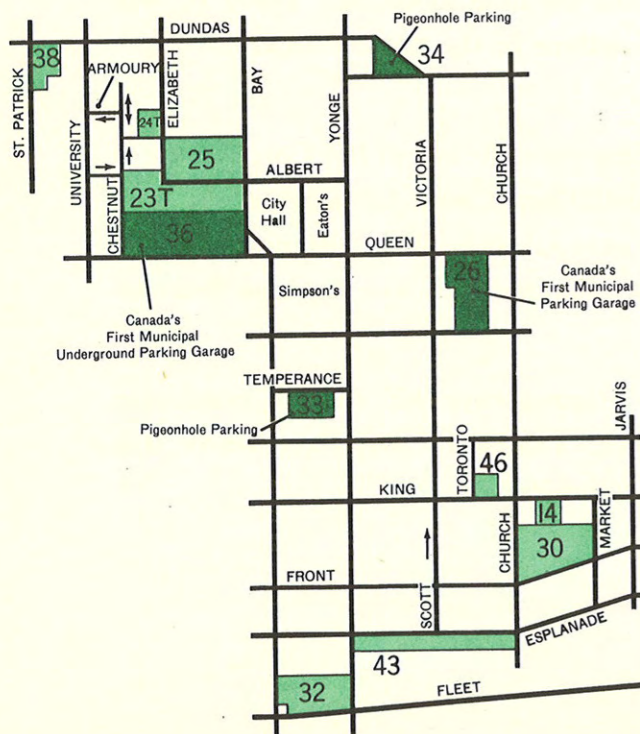 DUNDAS
Pigeonhole Parking
34
38
ST. PATRICK
ARMOURY
UNIVERSITY
ELIZABETH
BAY
YONGE
VICTORIA
CHURCH
24T
25
ALBERT
23T
CHESTNUT
36
City
Hall
Eaton's
QUEEN
26
Canada's
First Municipal
Parking Garage
Simpson's
Canada's
First Municipal
Underground Parking Garage
TEMPERANCE
33
Pigeonhole Parking
JARVIS
TORONTO
46
KING
14
MARKET
CHURCH
30
FRONT
SCOTT
ESPLANADE
43
32
FLEET